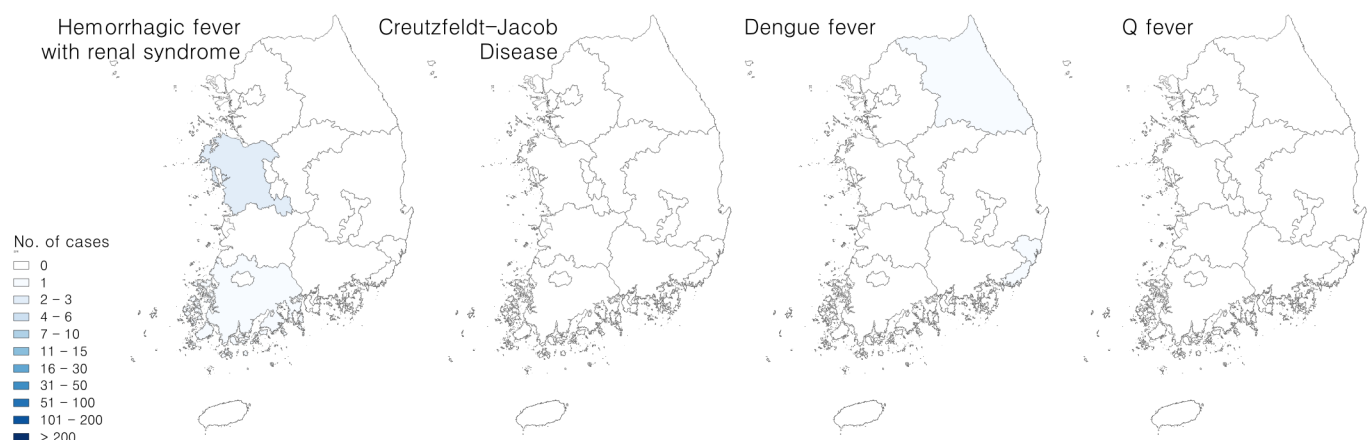 Hemorrhagic fever
with renal syndrome
Creutzfeldt-Jacob
Disease
Dengue fever
Q fever
No. of cases
0
1
2 - 3
4 - 6
7 - 10
11 - 15
16 - 30
31 - 50
51 - 100
101 - 200
> 200